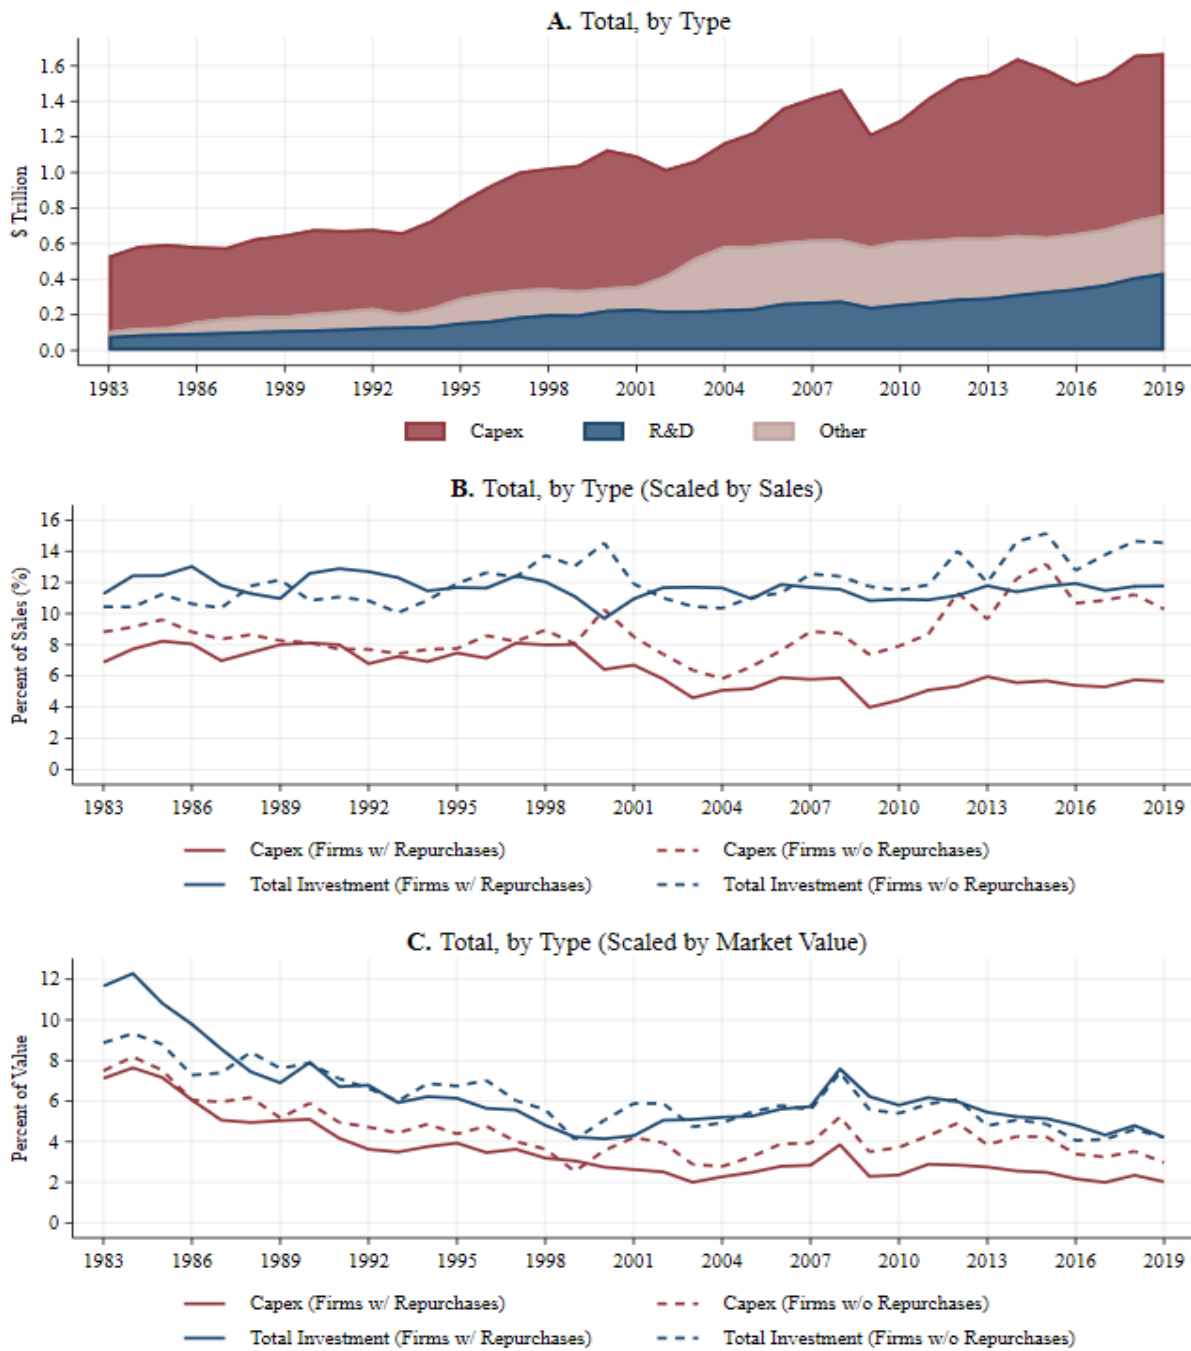 A. Total, by Type
$ Trillion
1.6
1.4
1.2
1.0
0.8
0.6
0.4
0.2
0.0
1983 1986 1989 1992 1995 1998 2001 2004 2007 2010 2013 2016 2019
Capex R&D Other
B. Total, by Type (Scaled by Sales)
Percent of Sales (%)
16
14
12
10
8
6
4
2
0
1983 1986 1989 1992 1995 1998 2001 2004 2007 2010 2013 2016 2019
Capex (Firms w/ Repurchases) Capex (Firms w/o Repurchases)
Total Investment (Firms w/ Repurchases) Total Investment (Firms w/o Repurchases)
C. Total, by Type (Scaled by Market Value)
Percent of Value
12
10
8
6
4
2
0
1983 1986 1989 1992 1995 1998 2001 2004 2007 2010 2013 2016 2019
Capex (Firms w/ Repurchases) Capex (Firms w/o Repurchases)
Total Investment (Firms w/ Repurchases) Total Investment (Firms w/o Repurchases)